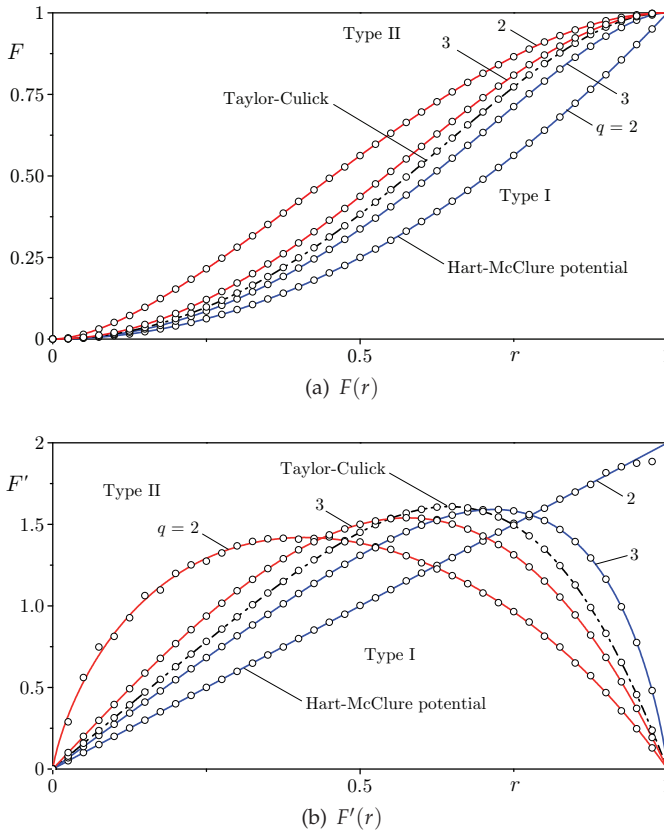 1
F
Type II
2
3
0.75
Taylor-Culick
3
q = 2
0.5
Type I
0.25
Hart-McClure potential
0
0
0.5
r
(a) F(r)
2
Taylor-Culick
F′
Type II
3
2
1.5
q = 2
3
1.0
Type I
0.5
Hart-McClure potential
0
0
0.5
r
(b) F′(r)